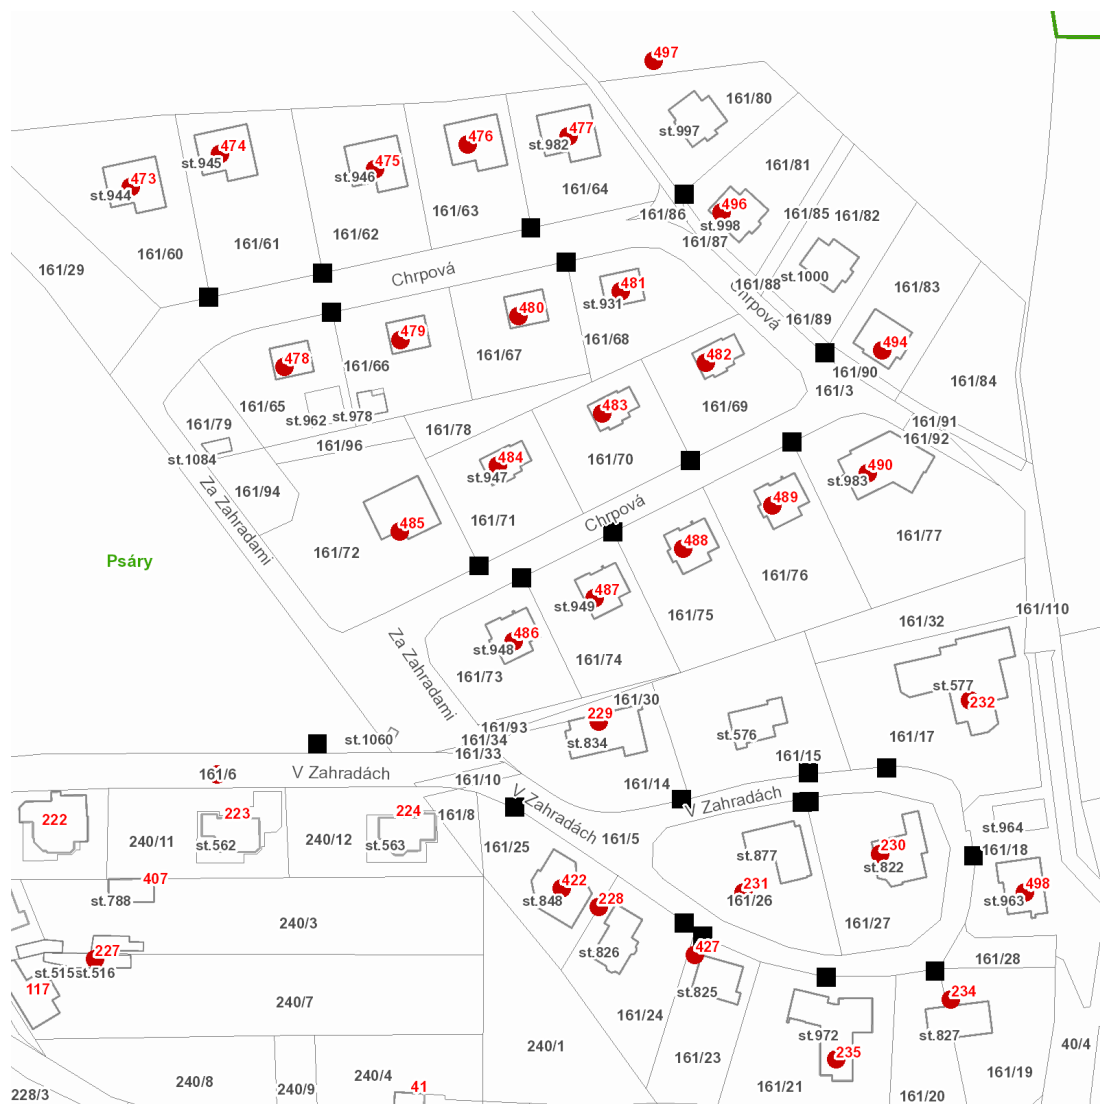 497
161/80
st.997
477
476
474
st.982
st.945
475
st.946
473
st.944
161/81
161/64
496
161/86
st.998
161/85
161/82
161/63
161/62
161/61
161/60
161/87
161/29
Chrpová
st.1000
481
161/88
161/83
Chrpová
st.931
480
161/89
479
161/68
494
478
161/67
482
161/66
161/90
161/3
161/84
161/65
483
161/69
st.978
st.962
161/79
161/78
161/91
161/96
161/92
484
st.1084
161/70
490
st.947
st.983
161/94
Za Zahradami
489
Chrpová
161/71
485
161/77
488
161/72
Psáry
161/76
487
st.949
161/110
161/75
161/32
486
st.948
161/74
Za Zahradami
161/73
st.577
161/30
232
229
161/93
st.576
161/17
161/34
st.1060
st.834
161/33
161/15
161/6
V Zahradách
161/10
161/14
V Zahradách
V Zahradách
224
161/8
223
222
st.964
161/5
240/11
240/12
st.562
st.563
161/25
230
161/18
st.877
st.822
407
231
498
422
st.788
st.848
161/26
st.963
228
240/3
161/27
427
227
st.826
161/28
st.515
st.516
117
st.825
234
240/7
161/24
st.972
st.827
240/1
40/4
235
161/23
161/19
240/8
240/4
41
240/9
161/21
228/3
161/20